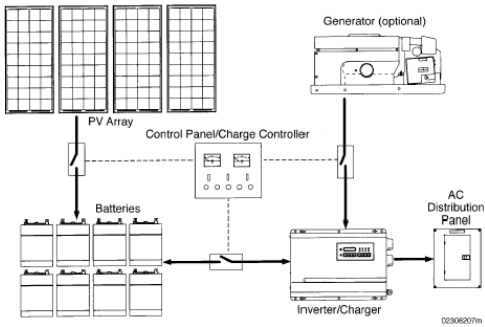 Generator (optional)
PV Array
Control Panel/Charge Controller
Batteries
AC
Distribution
Panel
Inverter/Charger
02308207m